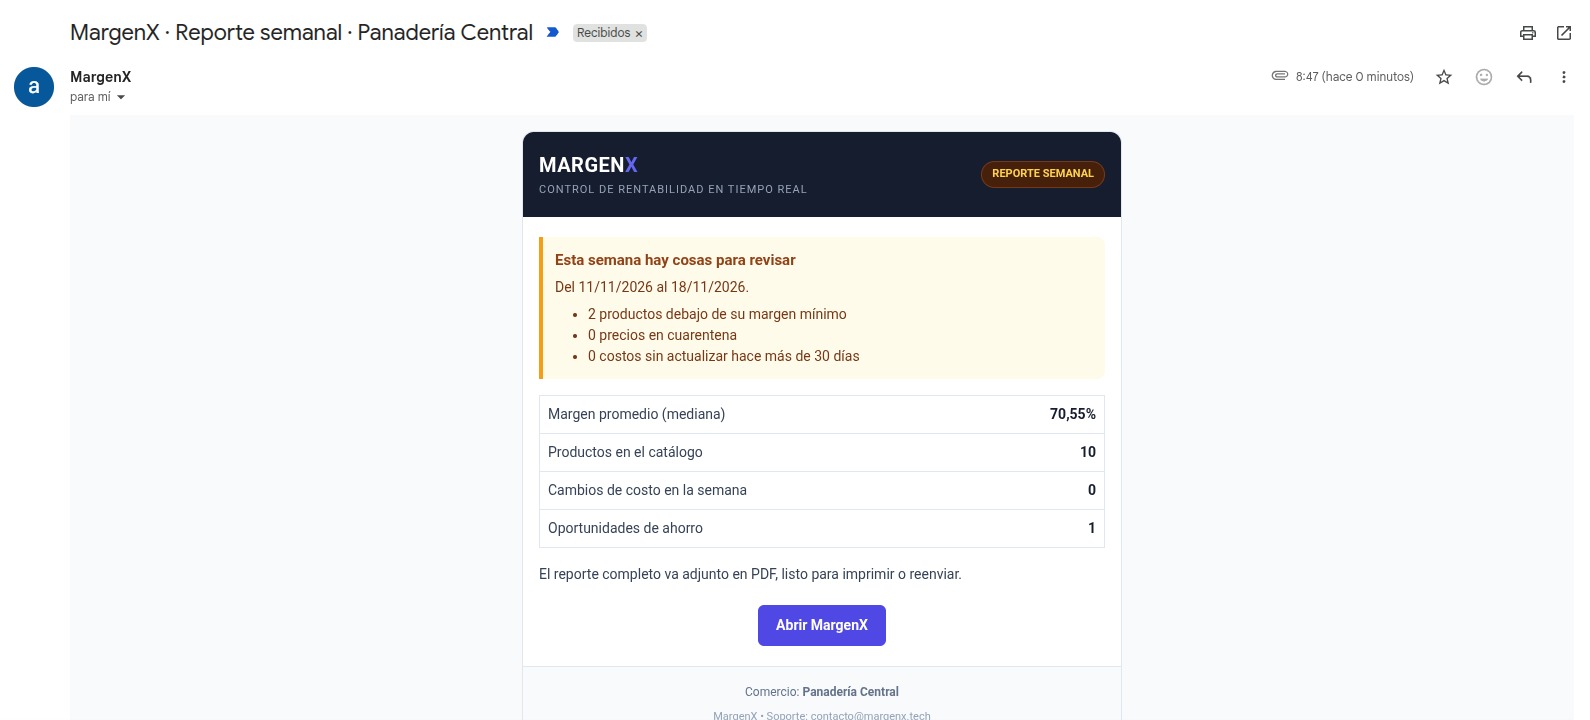 MargenX · Reporte semanal · Panadería Central
Recibidos ×
a
MargenX
8:47 (hace 0 minutos)
para mí
MARGENX
CONTROL DE RENTABILIDAD EN TIEMPO REAL
REPORTE SEMANAL
Esta semana hay cosas para revisar
Del 11/11/2026 al 18/11/2026.
• 2 productos debajo de su margen mínimo
• 0 precios en cuarentena
• 0 costos sin actualizar hace más de 30 días
Margen promedio (mediana) 70,55%
Productos en el catálogo 10
Cambios de costo en la semana 0
Oportunidades de ahorro 1
El reporte completo va adjunto en PDF, listo para imprimir o reenviar.
Abrir MargenX
Comercio: Panadería Central
MargenX • Soporte: contacto@margenx.tech